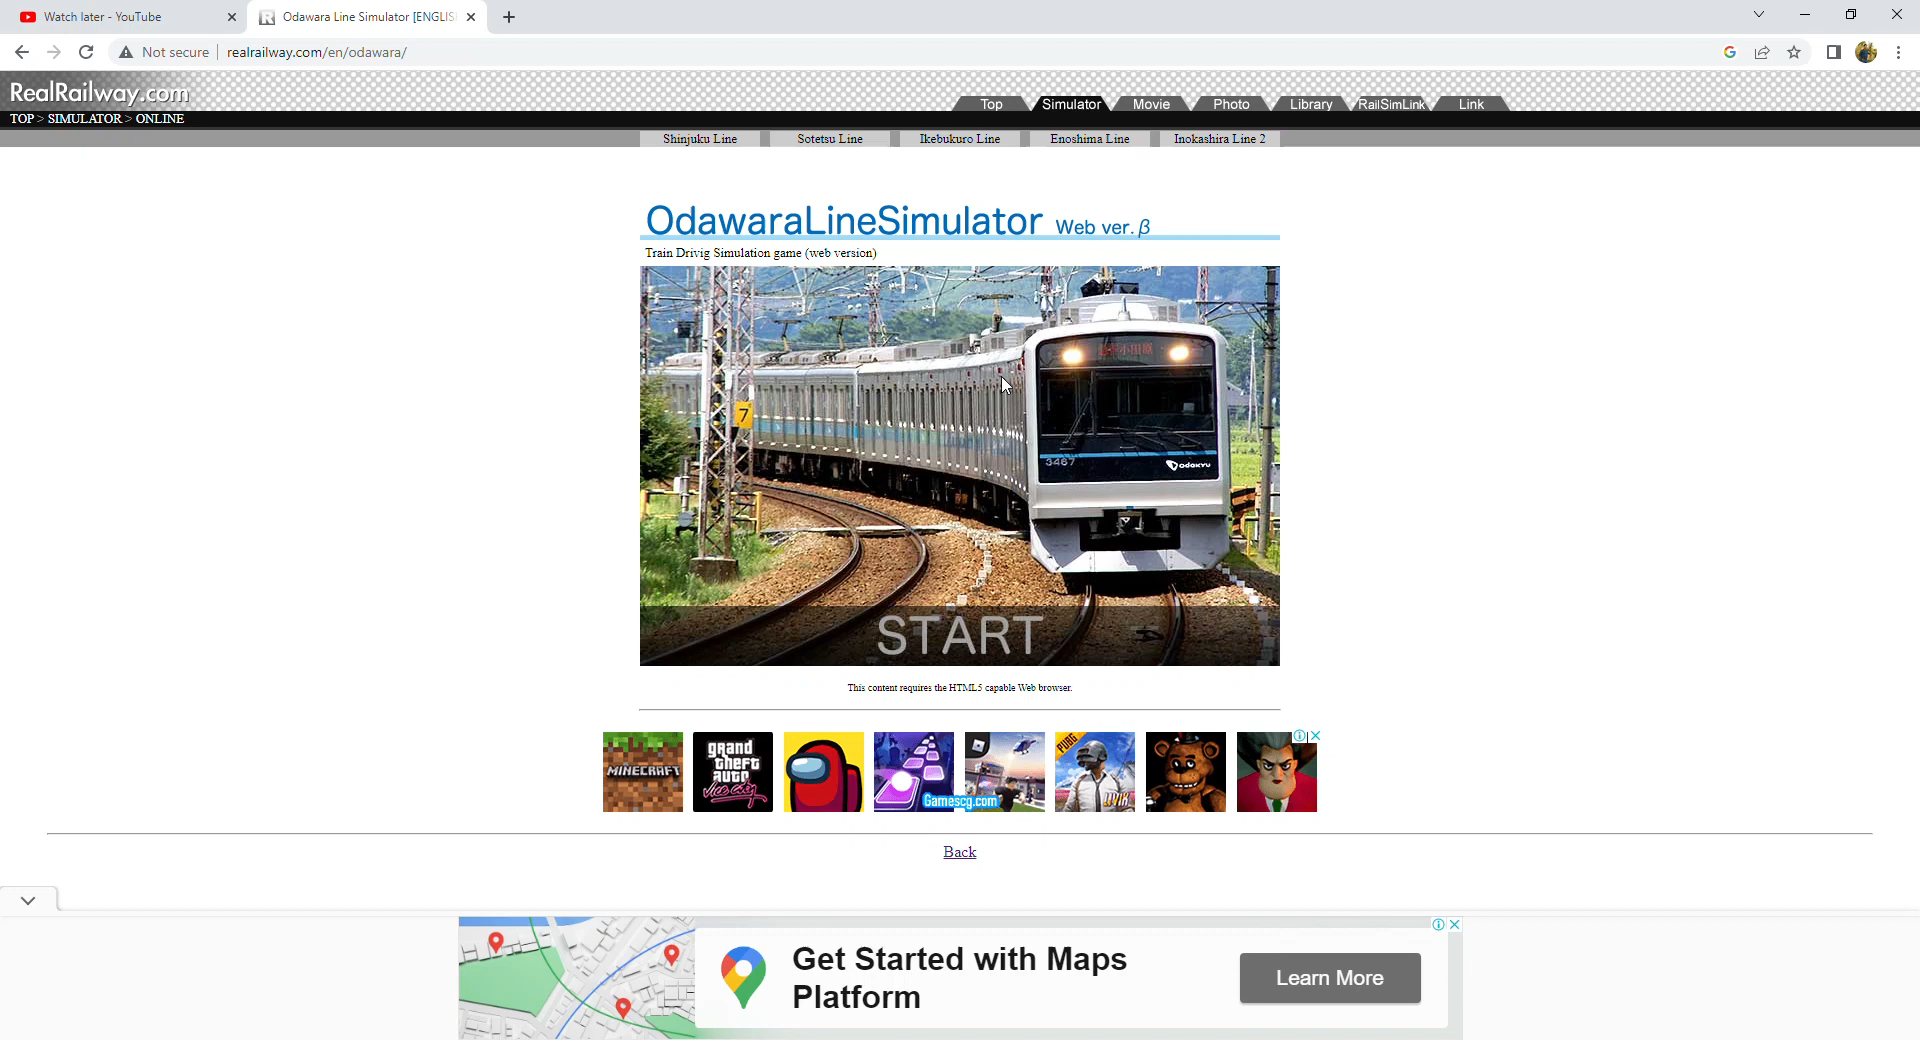 Watch later - YouTube
Odawara Line Simulator [ENGLIS
Not secure
realrailway.com/en/odawara/
RealRailway.com
Top
Simulator
Movie
Photo
Library
RailSimLink
Link
TOP > SIMULATOR > ONLINE
Shinjuku Line
Sotetsu Line
Ikebukuro Line
Enoshima Line
Inokashira Line 2
OdawaraLineSimulator Web ver. β
Train Drivig Simulation game (web version)
7
3467
ODAKYU
START
This content requires the HTML5 capable Web browser.
MINECRAFT
grand
theft
auto
Vice City
PUBG
Gamescg.com
Back
Get Started with Maps
Platform
Learn More